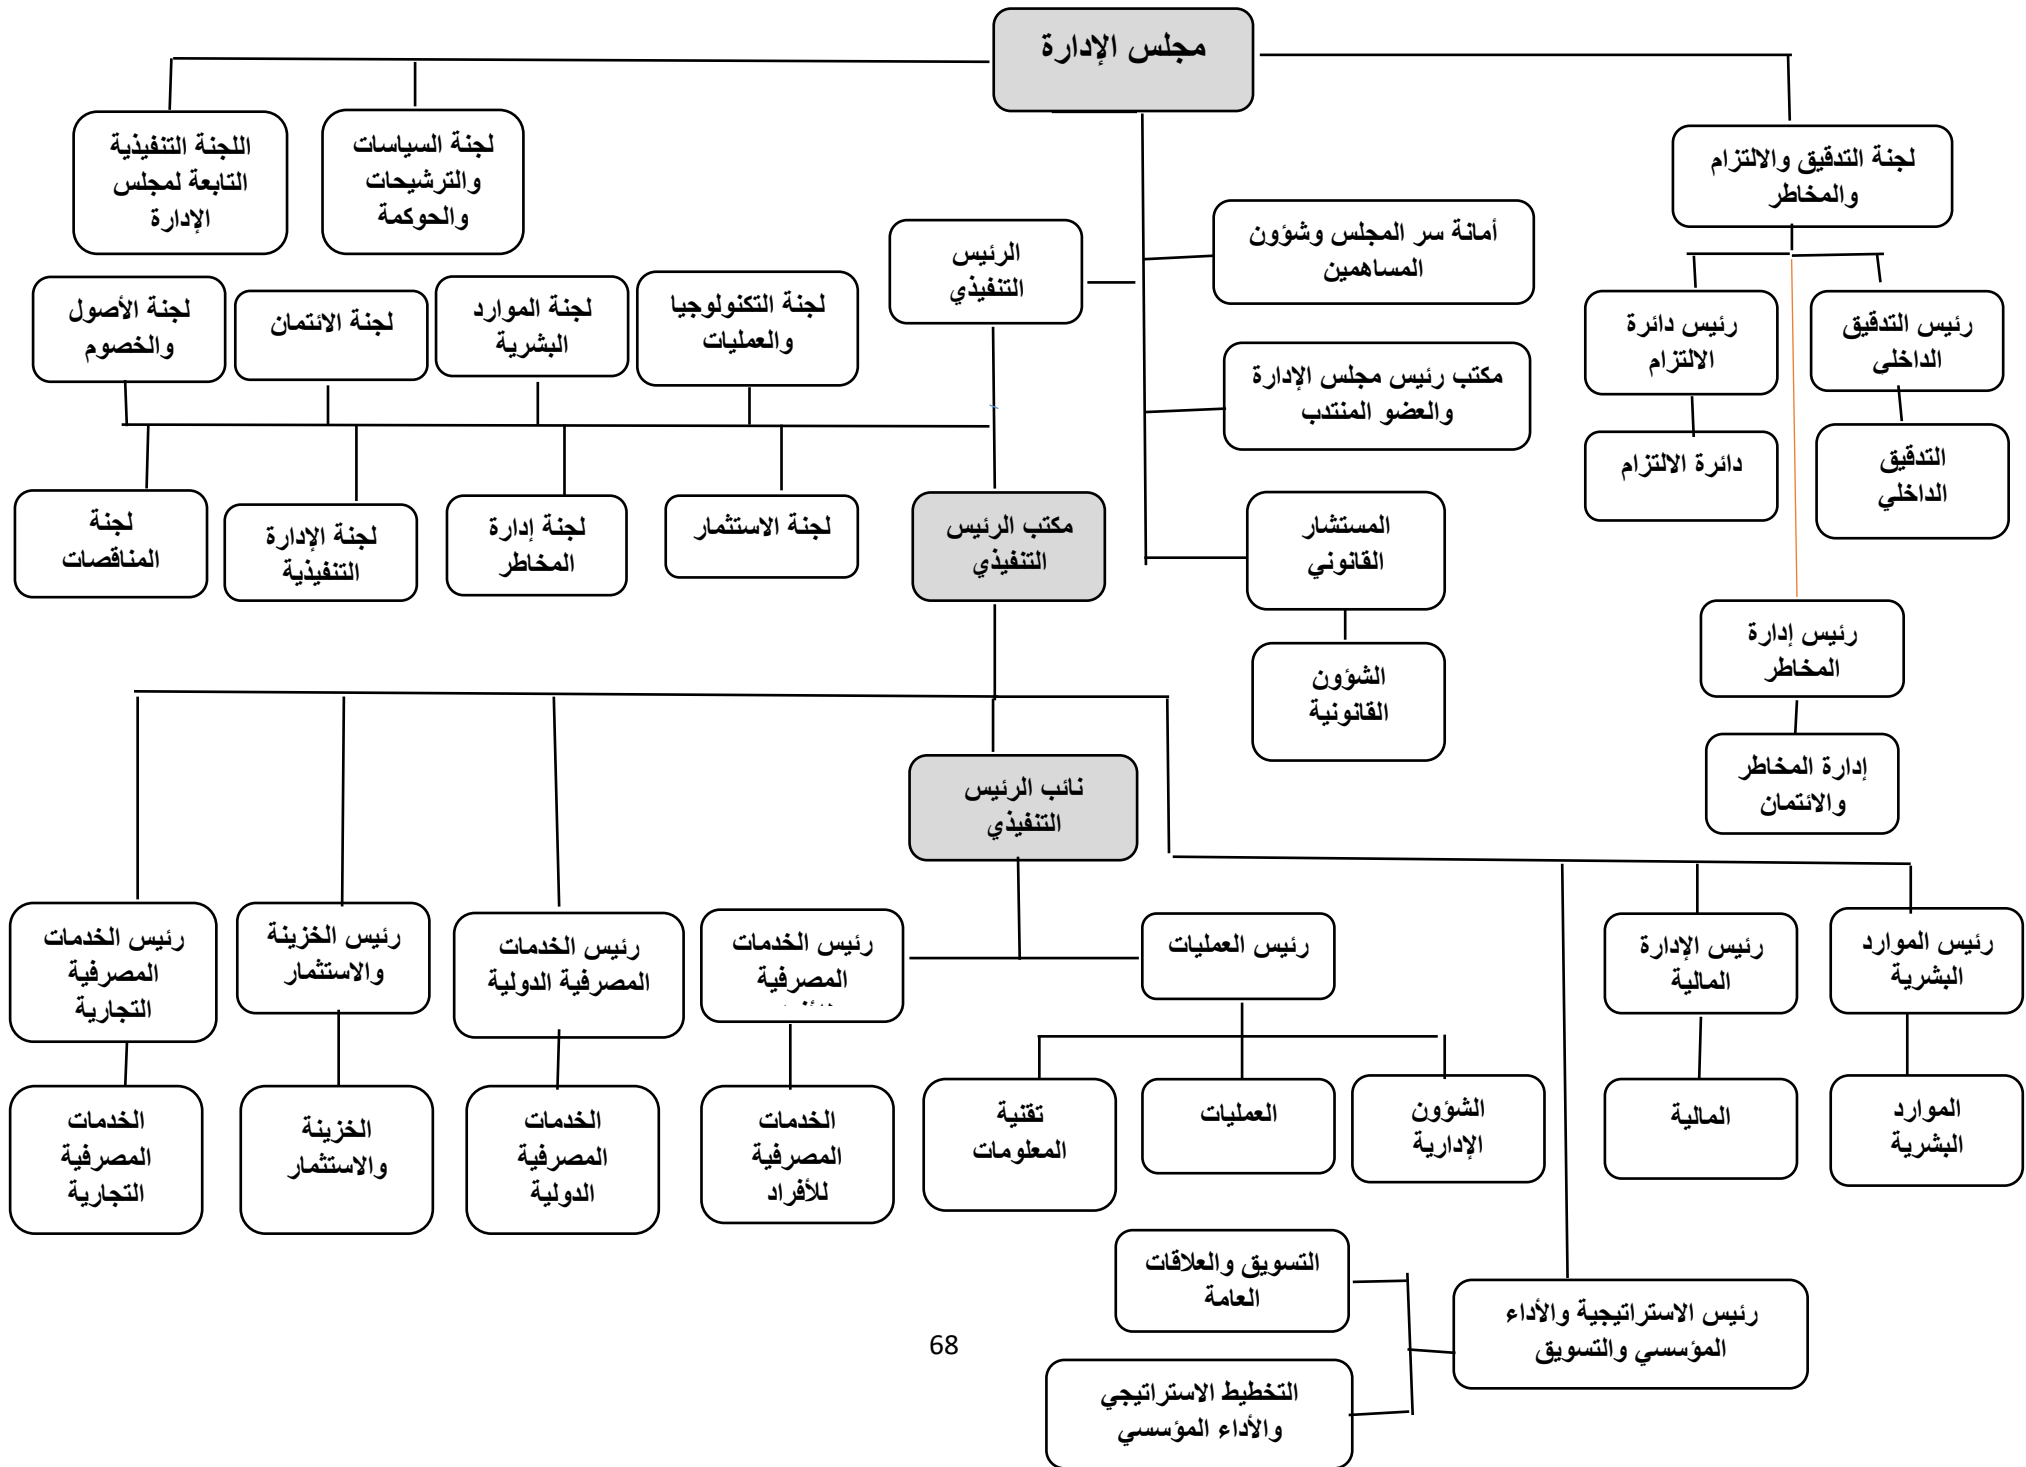 مجلس الإدارة
لجنة التدقيق والالتزام
والمخاطر
لجنة السياسات
والترشيحات
والحوكمة
اللجنة التنفيذية
التابعة لمجلس
الإدارة
أمانة سر المجلس وشؤون
المساهمين
الرئيس
التنفيذي
رئيس التدقيق
الداخلى
رئيس دائرة
الالتزام
مكتب رئيس مجلس الإدارة
والعضو المنتدب
لجنة التكنولوجيا
والعمليات
لجنة الموارد
البشرية
لجنة الائتمان
لجنة الأصول
والخصوم
التدقيق
الداخلي
دائرة الالتزام
المستشار
القانوني
مكتب الرئيس
التنفيذي
لجنة الاستثمار
لجنة إدارة
المخاطر
لجنة الإدارة
التنفيذية
لجنة
المناقصات
رئيس إدارة
المخاطر
الشؤون
القانونية
إدارة المخاطر
والائتمان
نائب الرئيس
التنفيذي
رئيس الموارد
البشرية
رئيس الإدارة
المالية
رئيس العمليات
رئيس الخدمات
المصرفية
رئيس الخدمات
المصرفية الدولية
رئيس الخزينة
والاستثمار
رئيس الخدمات
المصرفية
التجارية
الموارد
البشرية
المالية
الشؤون
الإدارية
العمليات
تقنية
المعلومات
الخدمات
المصرفية
للأفراد
الخدمات
المصرفية
الدولية
الخزينة
والاستثمار
الخدمات
المصرفية
التجارية
التسويق والعلاقات
العامة
رئيس الاستراتيجية والأداء
المؤسسي والتسويق
التخطيط الاستراتيجي
والأداء المؤسسي
68